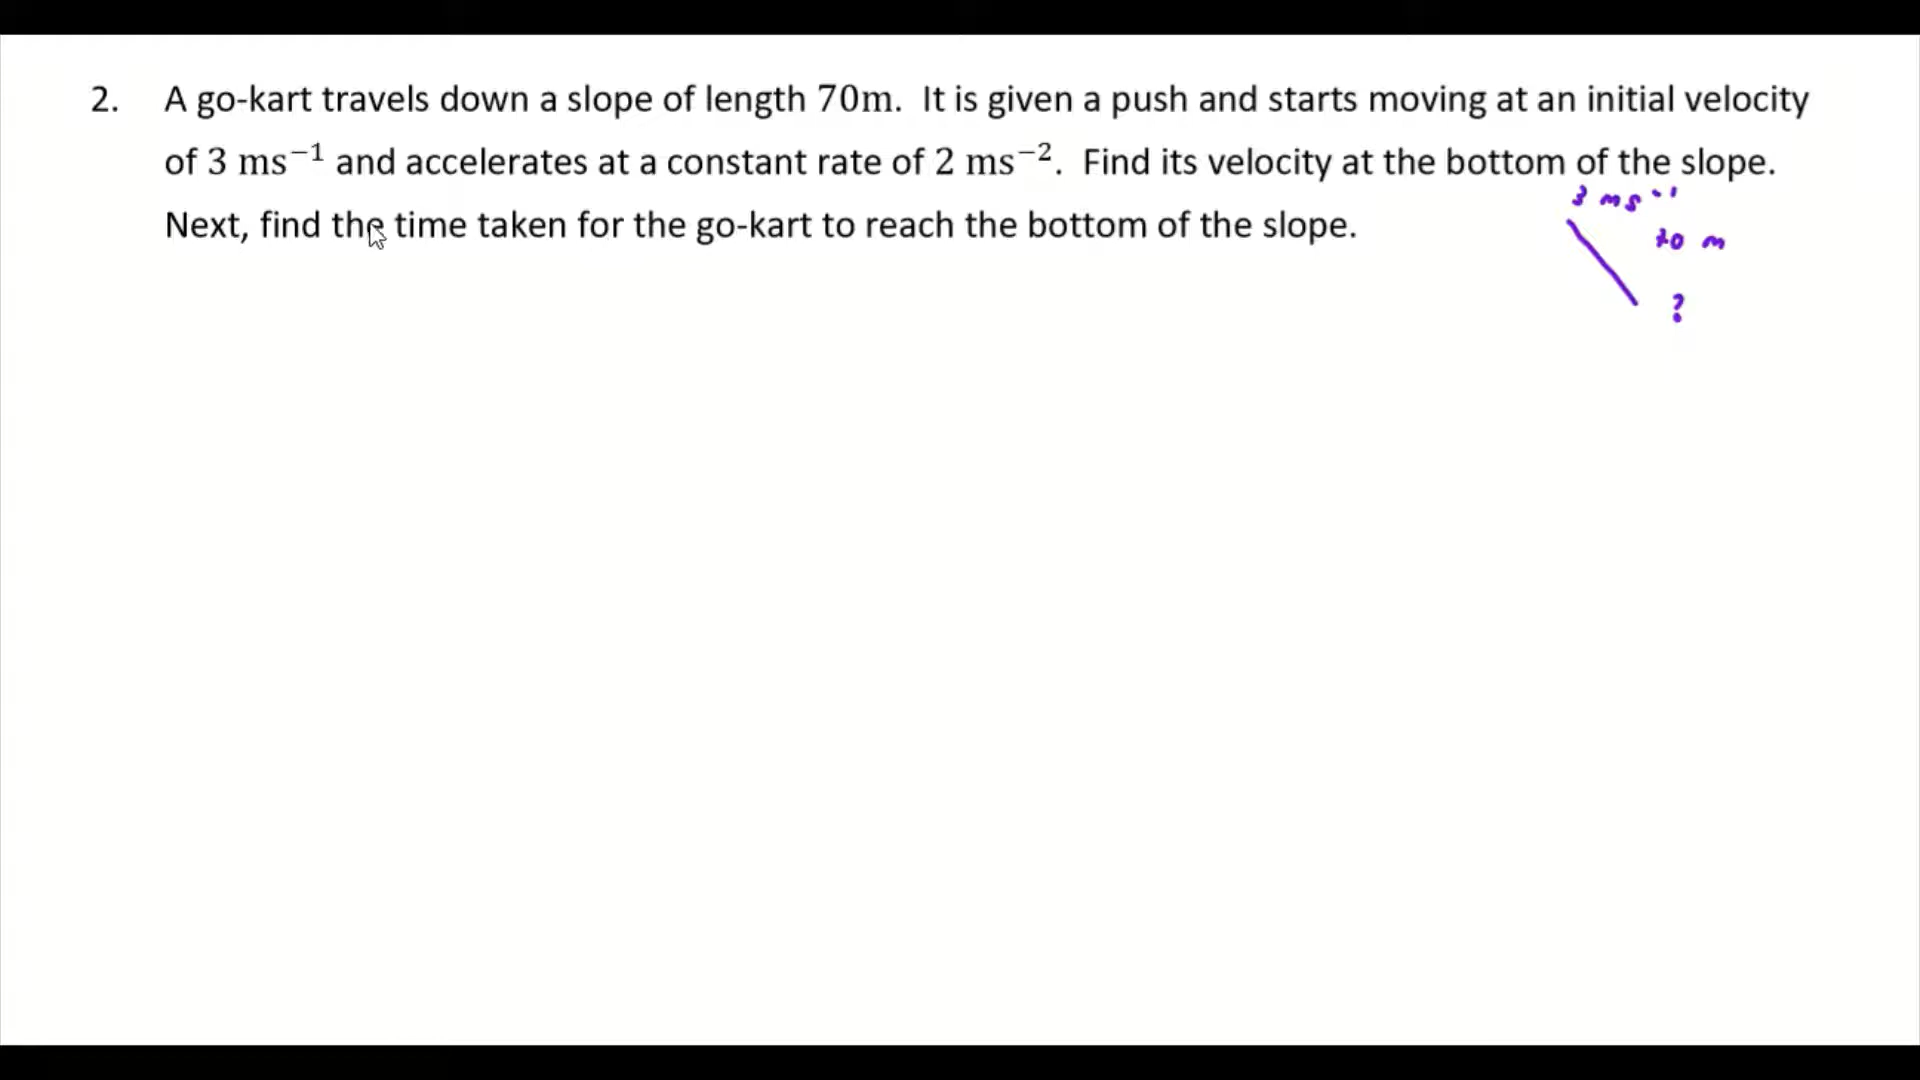 2. A go-kart travels down a slope of length 70m. It is given a push and starts moving at an initial velocity
of 3 ms⁻¹ and accelerates at a constant rate of 2 ms⁻². Find its velocity at the bottom of the slope.
3 ms⁻¹
Next, find the time taken for the go-kart to reach the bottom of the slope.
70 m
?